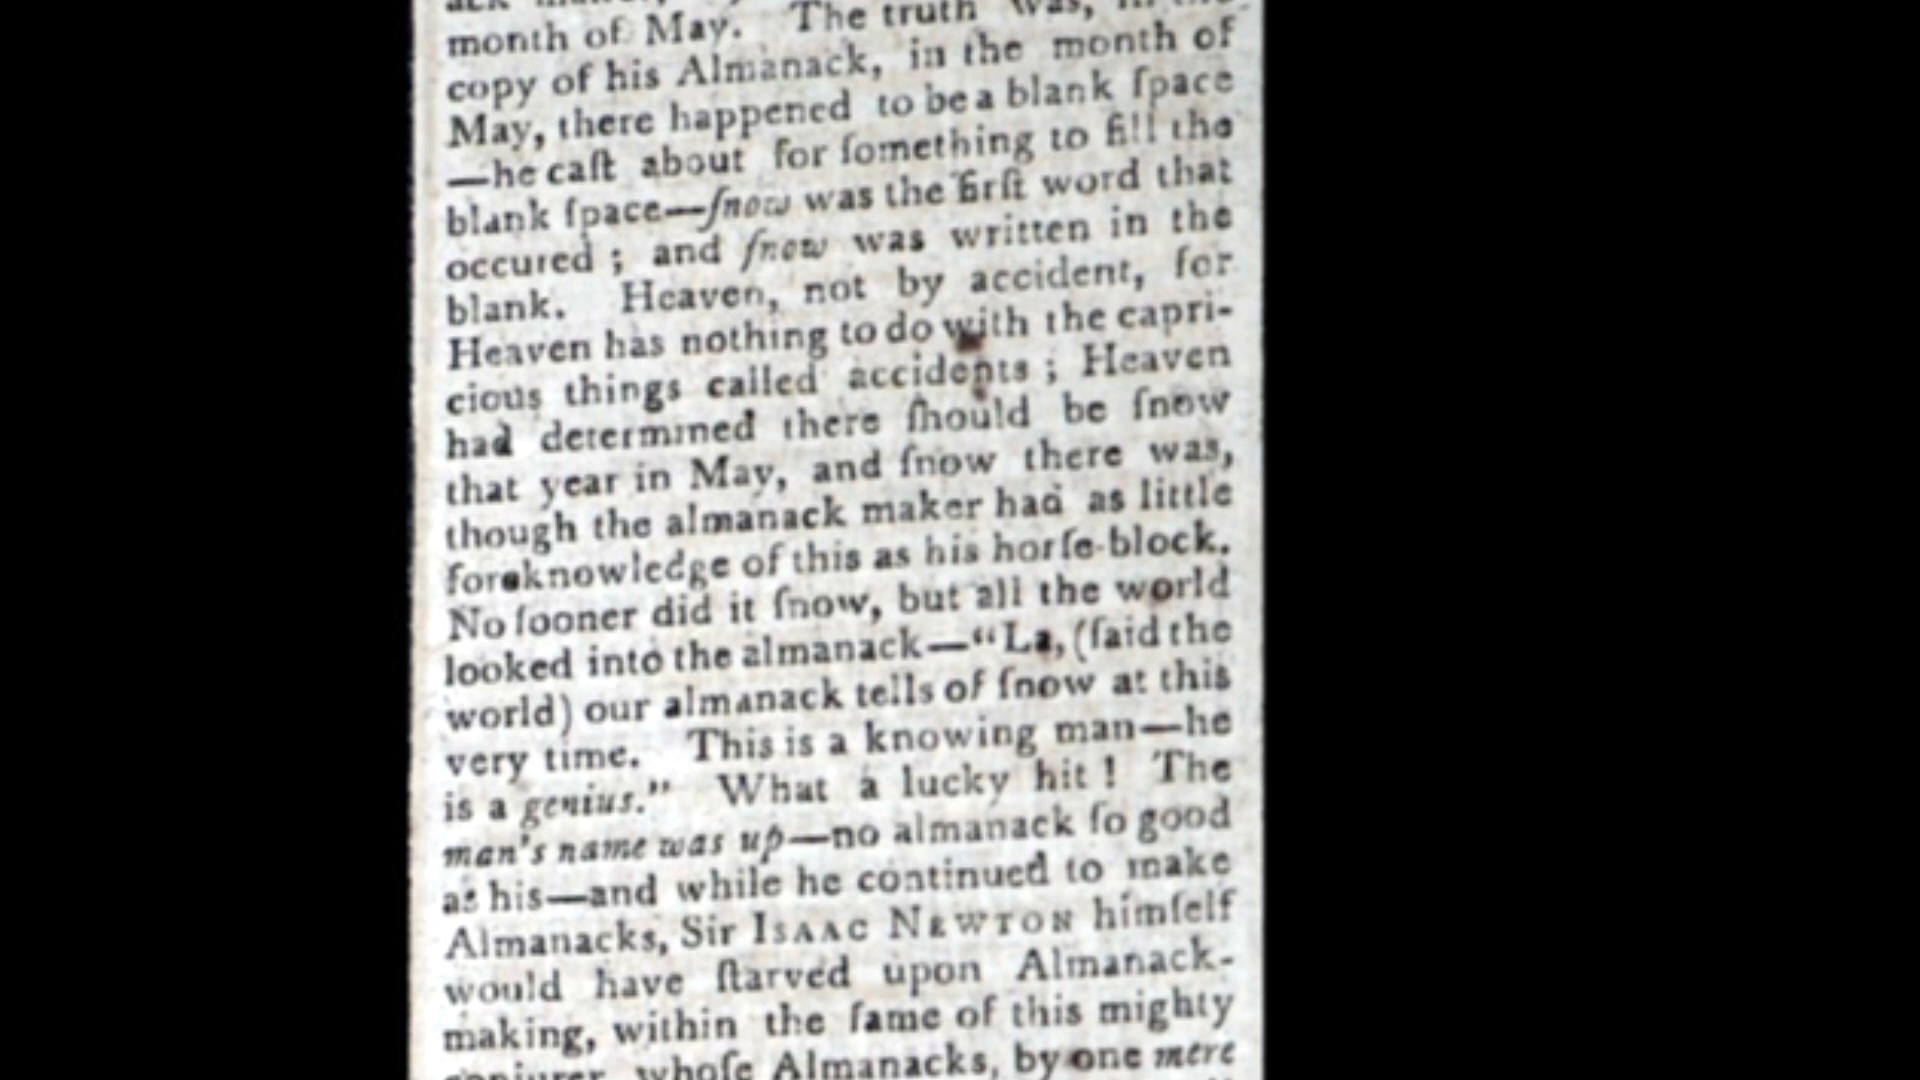 month of May. The truth was, in
copy of his Almanack, in the month of
May, there happened to be a blank ſpace
—he caſt about for ſomething to fill the
blank ſpace—ſnow was the firſt word that
occured ; and ſnow was written in the
blank. Heaven, not by accident, for
Heaven has nothing to do with the capri-
cious things called accidents ; Heaven
had determined there ſhould be ſnow
that year in May, and ſnow there was,
though the almanack maker had as little
foreknowledge of this as his horſe-block.
No ſooner did it ſnow, but all the world
looked into the almanack—“La, (ſaid the
world) our almanack tells of ſnow at this
very time. This is a knowing man—he
is a genius.” What a lucky hit ! The
man's name was up—no almanack ſo good
as his—and while he continued to make
Almanacks, Sir ISAAC NEWTON himſelf
would have ſtarved upon Almanack-
making, within the fame of this mighty
conjurer, whoſe Almanacks, by one mere